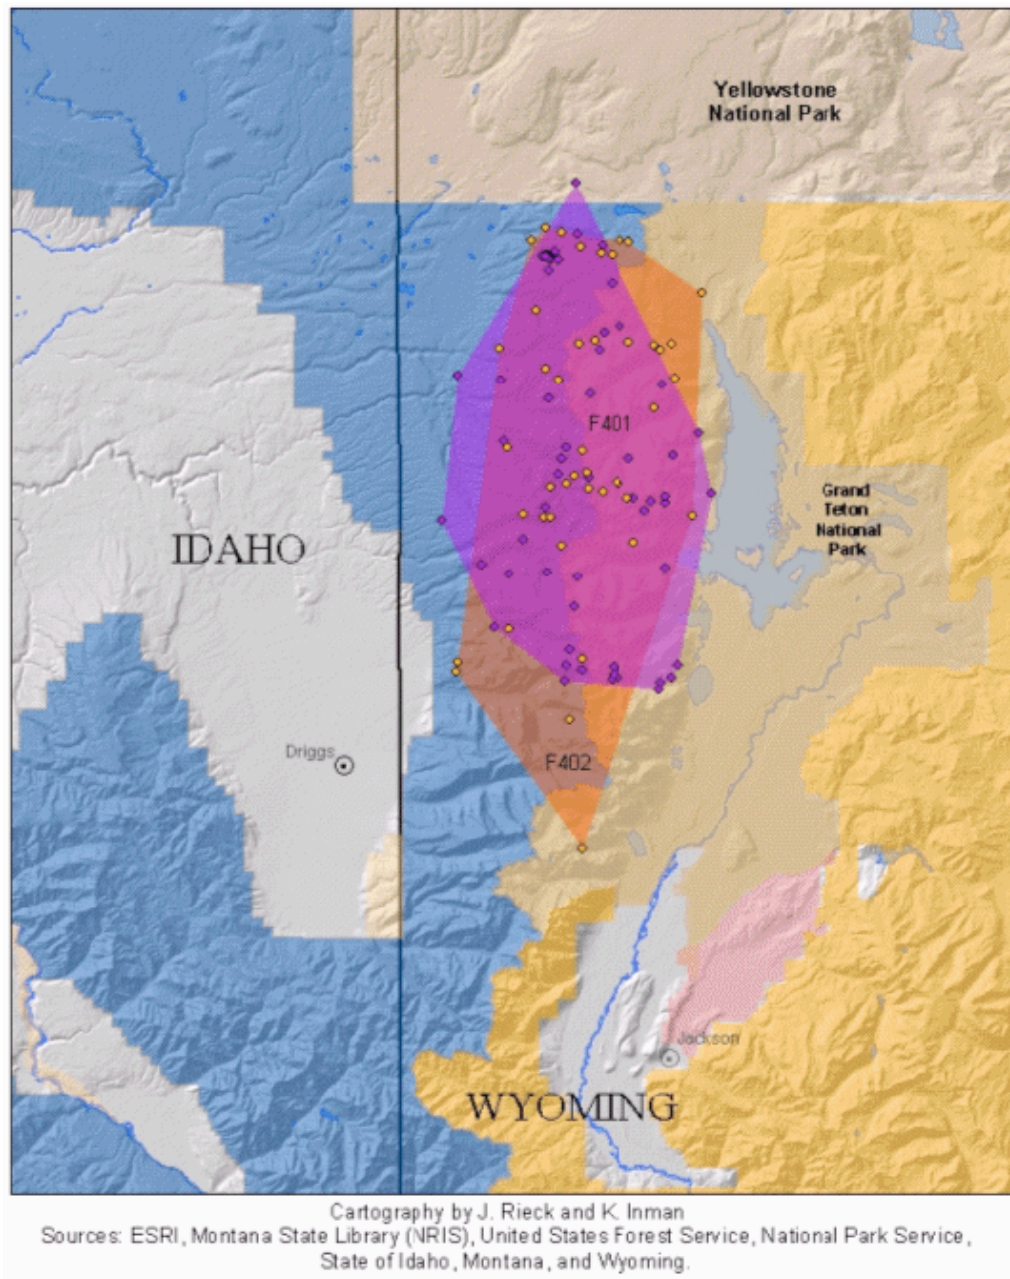 Yellowstone
National Park
F401
Grand
Teton
National
Park
IDAHO
Driggs
F402
Jackson
WYOMING
Cartography by J. Rieck and K. Inman
Sources: ESRI, Montana State Library (NRIS), United States Forest Service, National Park Service,
State of Idaho, Montana, and Wyoming.